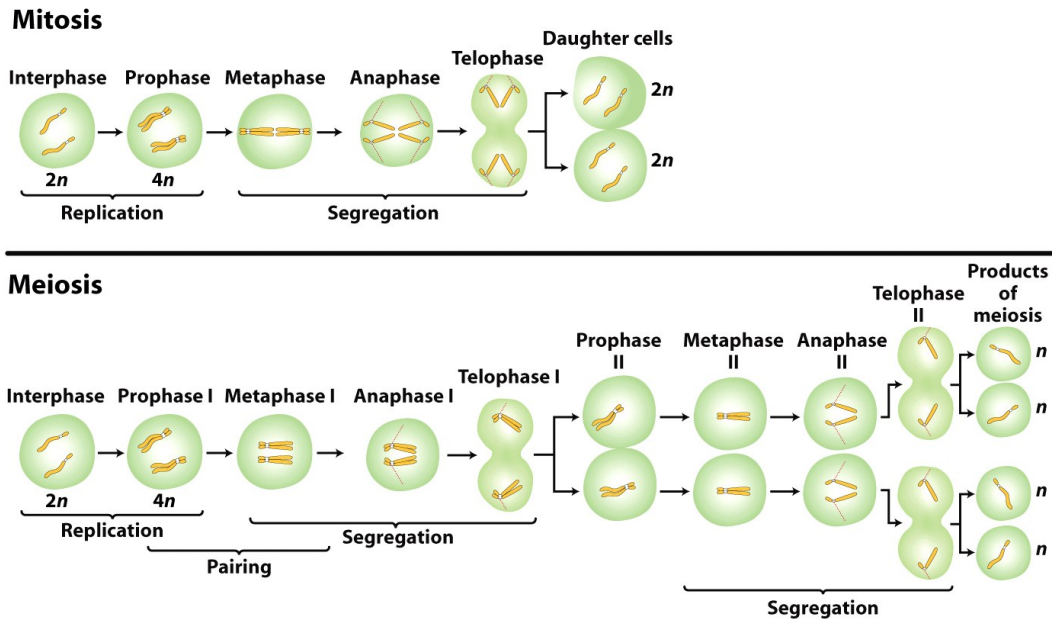 Mitosis
Interphase
Prophase
Metaphase
Anaphase
Telophase
Daughter cells
2n
4n
2n
2n
Replication
Segregation
Meiosis
Interphase
Prophase I
Metaphase I
Anaphase I
Telophase I
Prophase
II
Metaphase
II
Anaphase
II
Telophase
II
Products
of
meiosis
n
n
n
n
2n
4n
Replication
Pairing
Segregation
Segregation